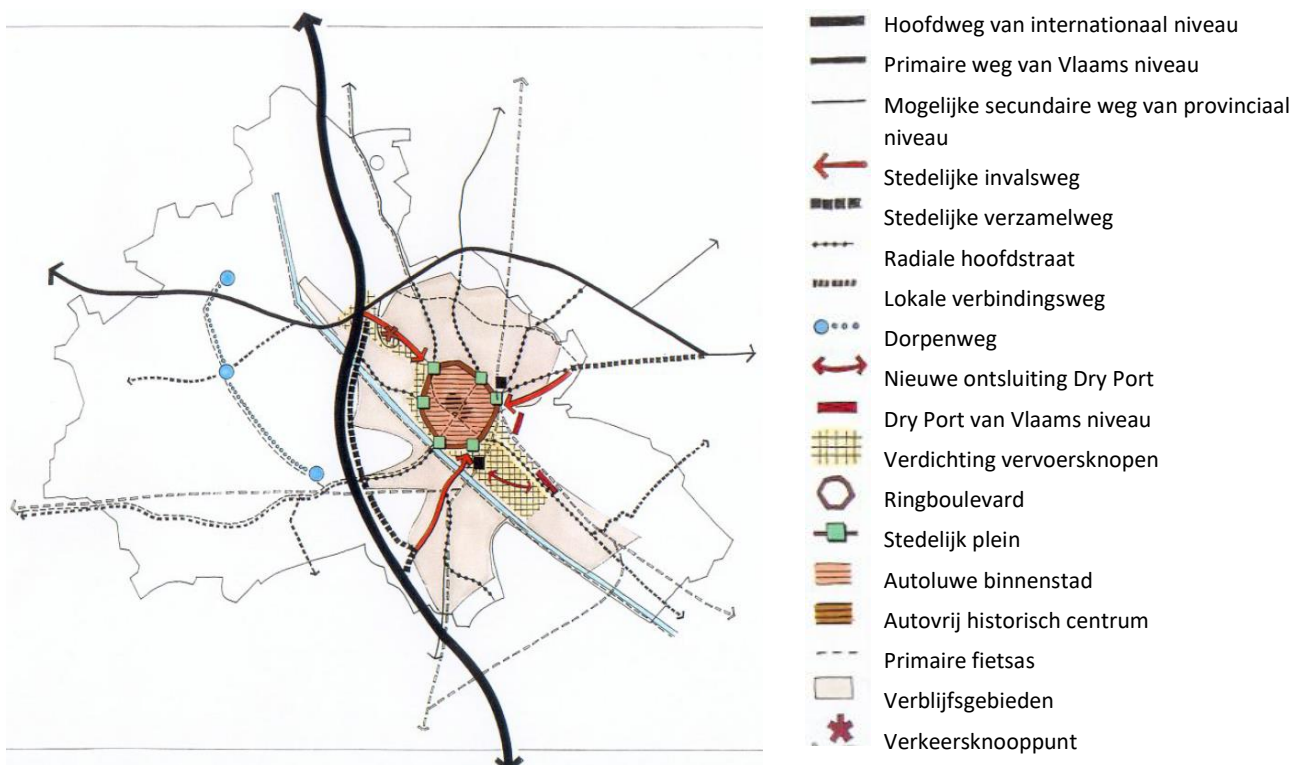 Hoofdweg van internationaal niveau
Primaire weg van Vlaams niveau
Mogelijke secundaire weg van provinciaal
niveau
Stedelijke invalsweg
Stedelijke verzamelweg
Radiale hoofdstraat
Lokale verbindingsweg
Dorpenweg
Nieuwe ontsluiting Dry Port
Dry Port van Vlaams niveau
Verdichting vervoersknopen
Ringboulevard
Stedelijk plein
Autoluwe binnenstad
Autovrij historisch centrum
Primaire fietsas
Verblijfsgebieden
Verkeersknooppunt